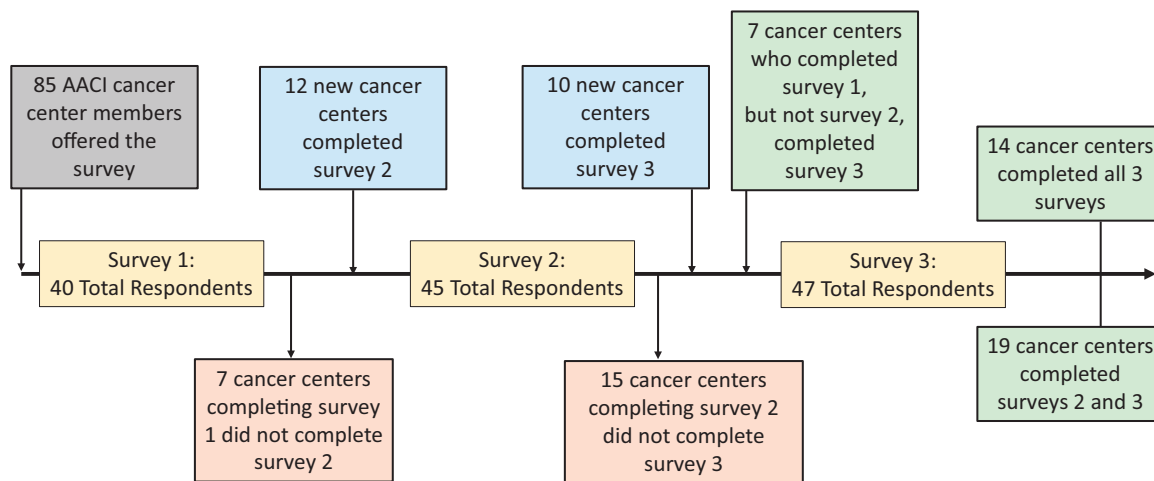 85 AACI cancer
center members
offered the
survey
12 new cancer
centers
completed
survey 2
10 new cancer
centers
completed
survey 3
7 cancer centers
who completed
survey 1,
but not survey 2,
completed
survey 3
14 cancer centers
completed all 3
surveys
Survey 1:
40 Total Respondents
Survey 2:
45 Total Respondents
Survey 3:
47 Total Respondents
7 cancer centers
completing survey
1 did not complete
survey 2
15 cancer centers
completing survey 2
did not complete
survey 3
19 cancer centers
completed
surveys 2 and 3